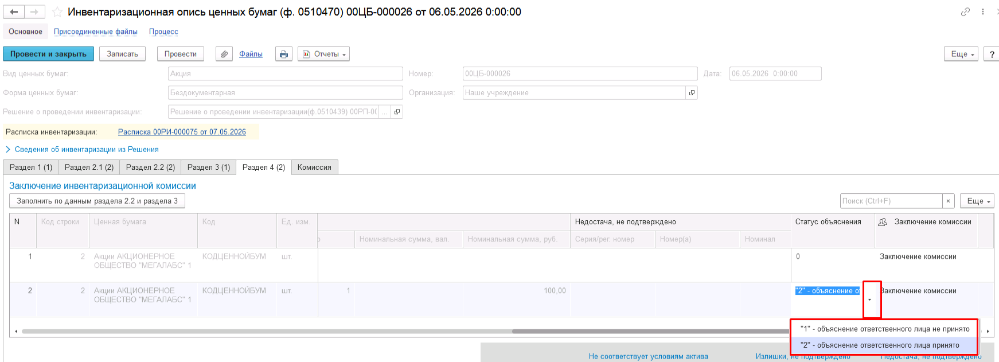 Инвентаризационная опись ценных бумаг (ф. 0510470) 00ЦБ-000026 от 06.05.2026 0:00:00
Основное Присоединенные файлы Процесс
Провести и закрыть Записать Провести Файлы Отчеты Еще ?
Вид ценных бумаг: Акция Номер: 00ЦБ-000026 Дата: 06.05.2026 0:00:00
Форма ценных бумаг: Бездокументарная Организация: Наше учреждение
Решение о проведении инвентаризации: Решение о проведении инвентаризации(ф.0510439) 00РП-00 ...
Расписка инвентаризации: Расписка 00РИ-000075 от 07.05.2026
Сведения об инвентаризации из Решения
Раздел 1 (1) Раздел 2.1 (2) Раздел 2.2 (2) Раздел 3 (1) Раздел 4 (2) Комиссия
Заключение инвентаризационной комиссии
Заполнить по данным раздела 2.2 и раздела 3 Поиск (Ctrl+F) × Еще
N Код строки Ценная бумага Код Ед. изм. Недостача, не подтверждено Статус объяснения Заключение комиссии
Номинальная сумма, вал. Номинальная сумма, руб. Серия/рег. номер Номер(а) Номинал
1 2 Акции АКЦИОНЕРНОЕ КОДЦЕННОЙБУМ шт. 0 Заключение комиссии
ОБЩЕСТВО "МЕГАЛАБС" 1
2 2 Акции АКЦИОНЕРНОЕ КОДЦЕННОЙБУМ шт. 1 100,00 "2" - объяснение о Заключение комиссии
ОБЩЕСТВО "МЕГАЛАБС" 1
"1" - объяснение ответственного лица не принято
"2" - объяснение ответственного лица принято
Не соответствует условиям актива Излишки, не подтверждено Недостача, не подтверждено